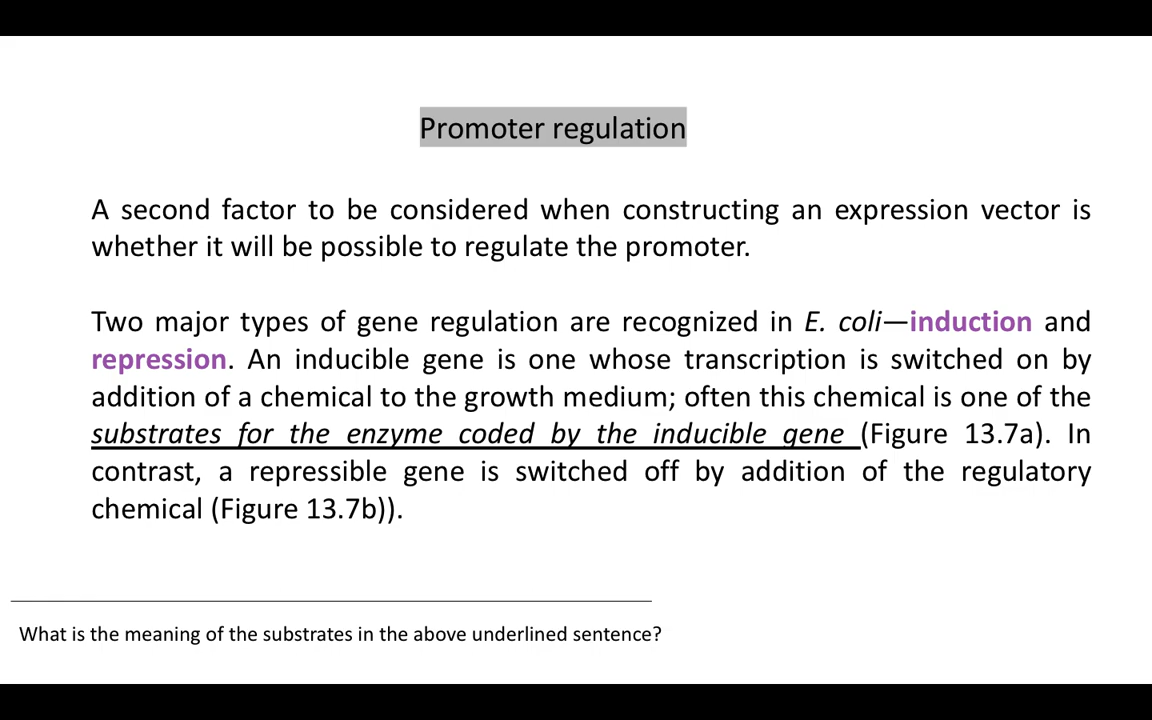 Promoter regulation
A second factor to be considered when constructing an expression vector is
whether it will be possible to regulate the promoter.
Two major types of gene regulation are recognized in E. coli—induction and
repression. An inducible gene is one whose transcription is switched on by
addition of a chemical to the growth medium; often this chemical is one of the
substrates for the enzyme coded by the inducible gene (Figure 13.7a). In
contrast, a repressible gene is switched off by addition of the regulatory
chemical (Figure 13.7b)).
What is the meaning of the substrates in the above underlined sentence?